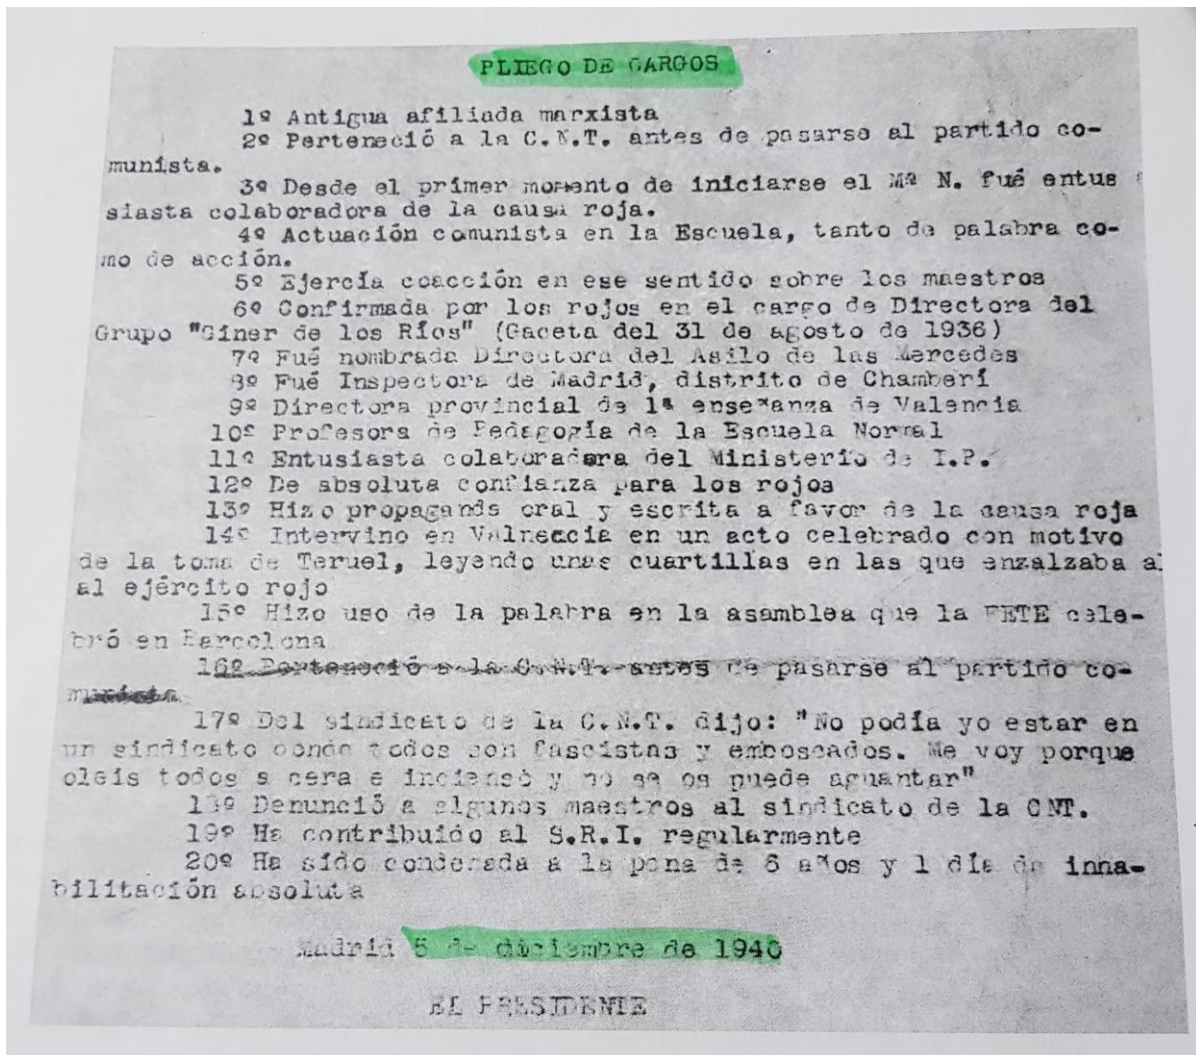 PLIEGO DE CARGOS
1º Antigua afiliada marxista
2º Perteneció a la C.N.T. antes de pasarse al partido co-
munista.
3º Desde el primer momento de iniciarse el Mº N. fué entus
siasta colaboradora de la causa roja.
4º Actuación comunista en la Escuela, tanto de palabra co-
mo de acción.
5º Ejercía coacción en ese sentido sobre los maestros
6º Confirmada por los rojos en el cargo de Directora del
Grupo "Giner de los Ríos" (Gaceta del 31 de agosto de 1936)
7º Fué nombrada Directora del Asilo de las Mercedes
8º Fué Inspectora de Madrid, distrito de Chamberí
9º Directora provincial de 1ª enseñanza de Valencia
10º Profesora de Pedagogía de la Escuela Normal
11º Entusiasta colaboradora del Ministerio de I.P.
12º De absoluta confianza para los rojos
13º Hizo propaganda oral y escrita a favor de la causa roja
14º Intervino en Valneccia en un acto celebrado con motivo
de la toma de Teruel, leyendo unas cuartillas en las que enzalzaba al
al ejército rojo
15º Hizo uso de la palabra en la asamblea que la FETE cele-
bró en Barcelona
16º Perteneció a la C.N.T. antes de pasarse al partido co-
munista
17º Del sindicato de la C.N.T. dijo: "No podía yo estar en
un sindicato donde todos son fascistas y emboscados. Me voy porque
oleis todos a cera e incienso y no se os puede aguantar"
18º Denunció a algunos maestros al sindicato de la CNT.
19º Ha contribuido al S.R.I. regularmente
20º Ha sido condenada a la pena de 6 años y 1 día de inna-
bilitación absoluta
Madrid 5 de diciembre de 1940
EL PRESIDENTE